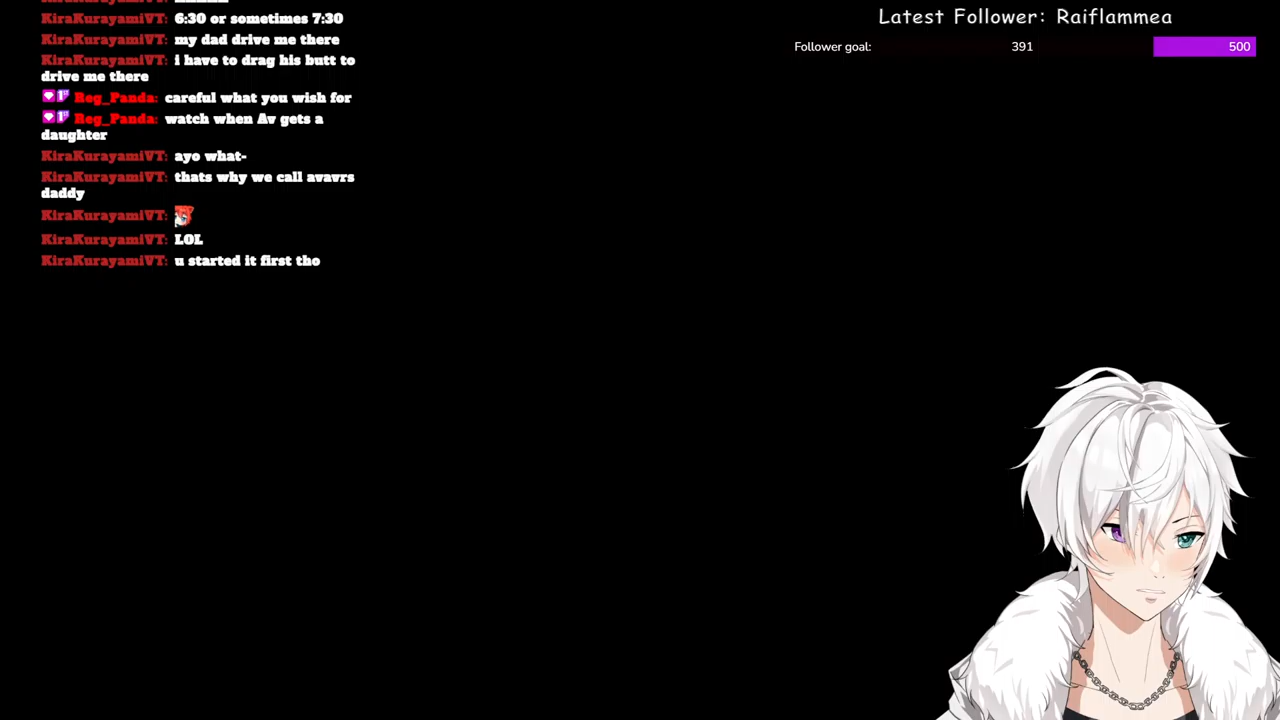 KiraKurayamiVT: 6:30 or sometimes 7:30
KiraKurayamiVT: my dad drive me there
KiraKurayamiVT: i have to drag his butt to
drive me there
Reg_Panda: careful what you wish for
Reg_Panda: watch when Av gets a
daughter
KiraKurayamiVT: ayo what-
KiraKurayamiVT: thats why we call avavrs
daddy
KiraKurayamiVT:
KiraKurayamiVT: LOL
KiraKurayamiVT: u started it first tho
Latest Follower: Raiflammea
Follower goal: 391 500